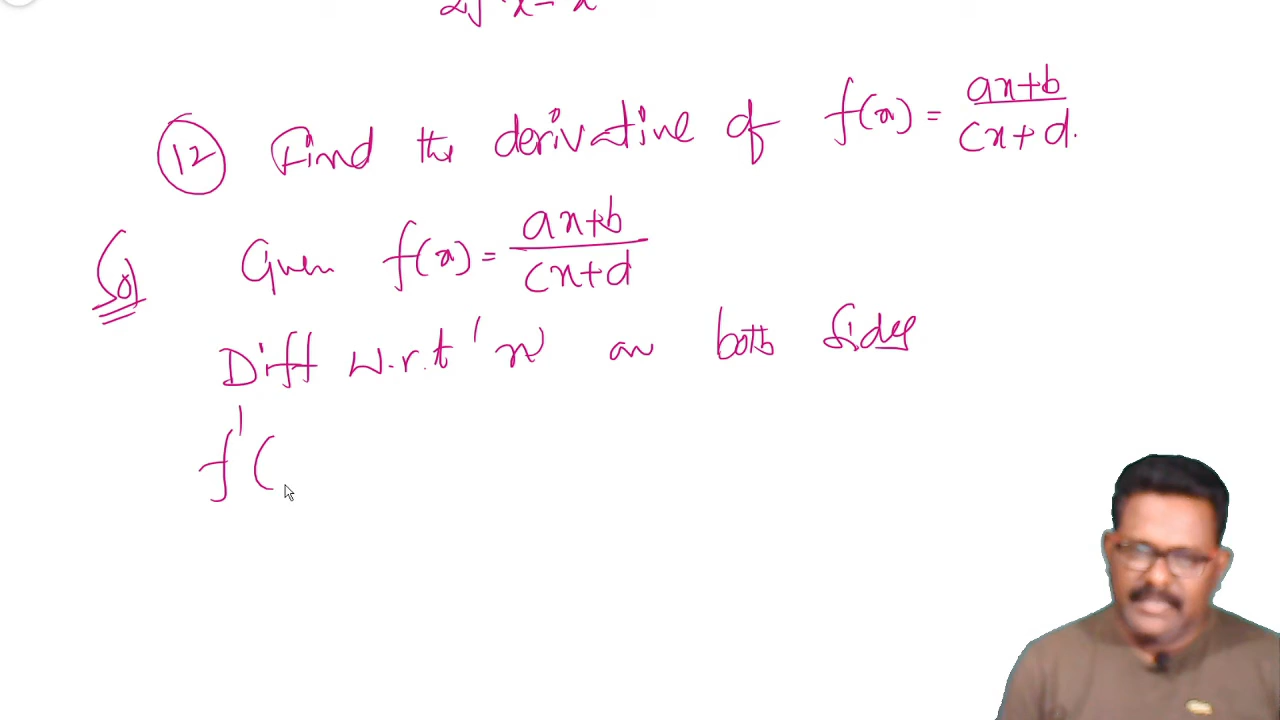 (12) Find the derivative of f(x) = ax+b / cx+d.
Sol Given f(x) = ax+b / cx+d
Diff w.r.t 'x' on both sides
f'(